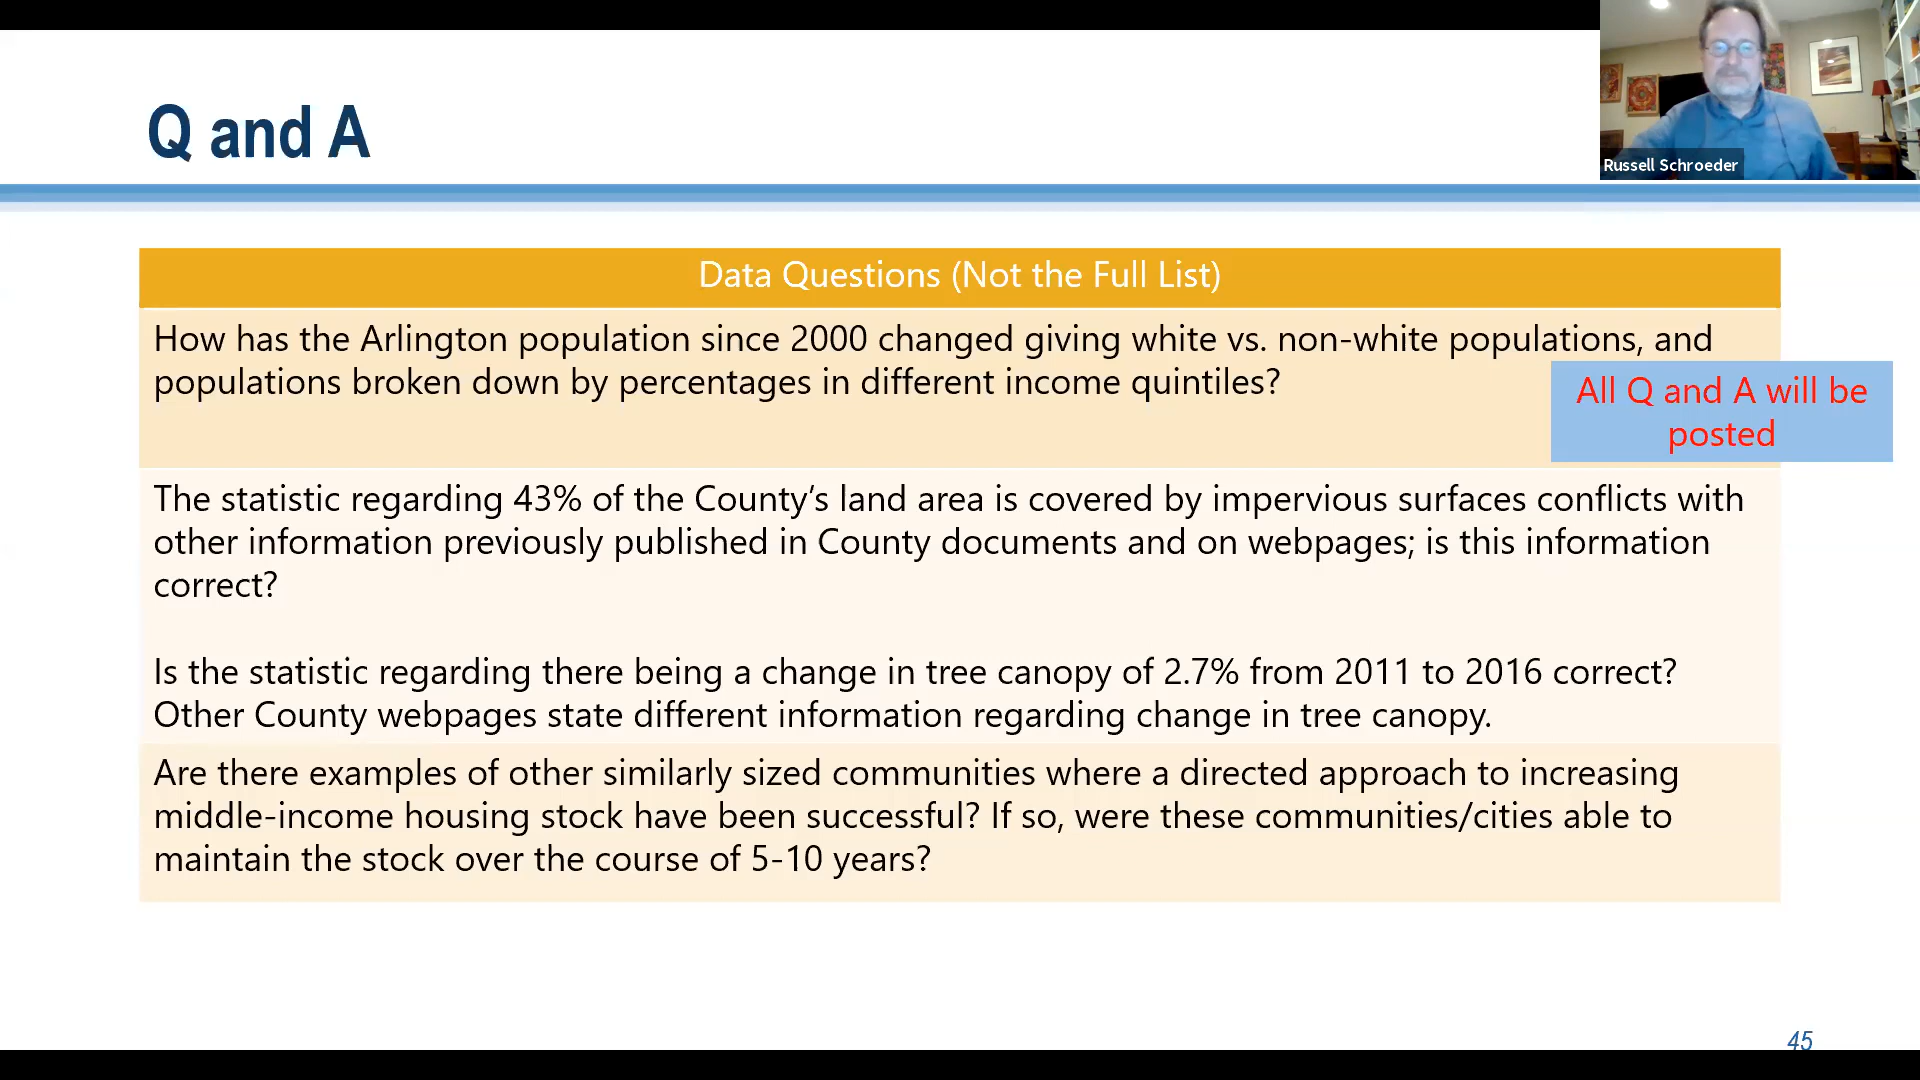 Q and A
Russell Schroeder
Data Questions (Not the Full List)
How has the Arlington population since 2000 changed giving white vs. non-white populations, and
populations broken down by percentages in different income quintiles?
All Q and A will be
posted
The statistic regarding 43% of the County's land area is covered by impervious surfaces conflicts with
other information previously published in County documents and on webpages; is this information
correct?
Is the statistic regarding there being a change in tree canopy of 2.7% from 2011 to 2016 correct?
Other County webpages state different information regarding change in tree canopy.
Are there examples of other similarly sized communities where a directed approach to increasing
middle-income housing stock have been successful? If so, were these communities/cities able to
maintain the stock over the course of 5-10 years?
45